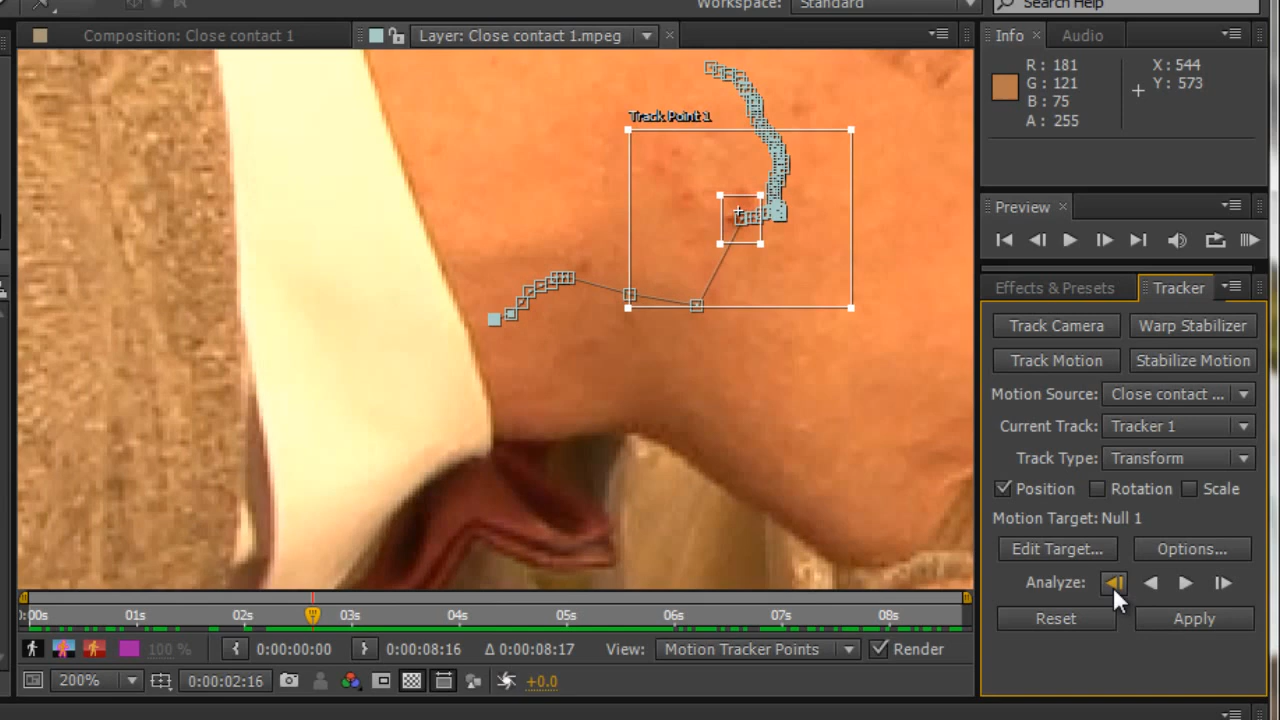 Workspace: Standard
Search Help
Composition: Close contact 1
Layer: Close contact 1.mpeg
Info
Audio
R: 181
G: 121
B: 75
A: 255
X: 544
Y: 573
Track Point 1
Preview
Effects & Presets
Tracker
Track Camera
Warp Stabilizer
Track Motion
Stabilize Motion
Motion Source: Close contact ...
Current Track: Tracker 1
Track Type: Transform
Position
Rotation
Scale
Motion Target: Null 1
Edit Target...
Options...
Analyze:
Reset
Apply
:00s 01s 02s 03s 04s 05s 06s 07s 08s
100 %
0:00:00:00
0:00:08:16
Δ 0:00:08:17
View: Motion Tracker Points
Render
200%
0:00:02:16
+0.0